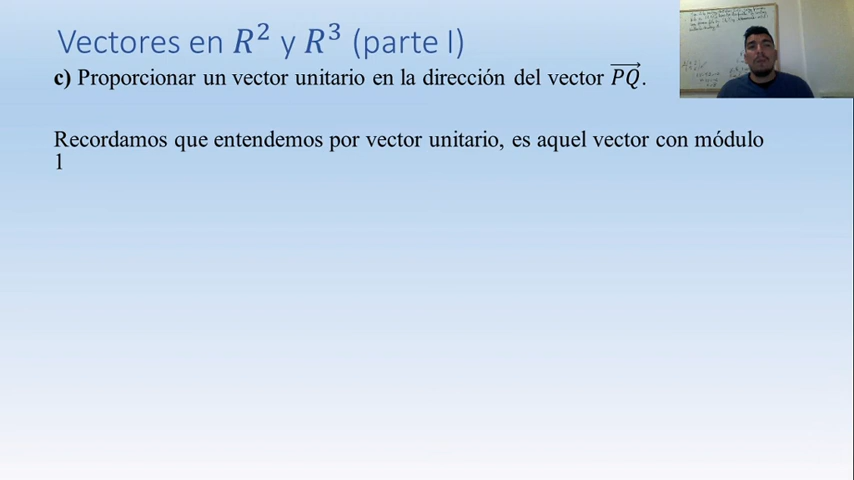 Vectores en R² y R³ (parte I)
c) Proporcionar un vector unitario en la dirección del vector \overrightarrow{PQ}.
Recordamos que entendemos por vector unitario, es aquel vector con módulo
1